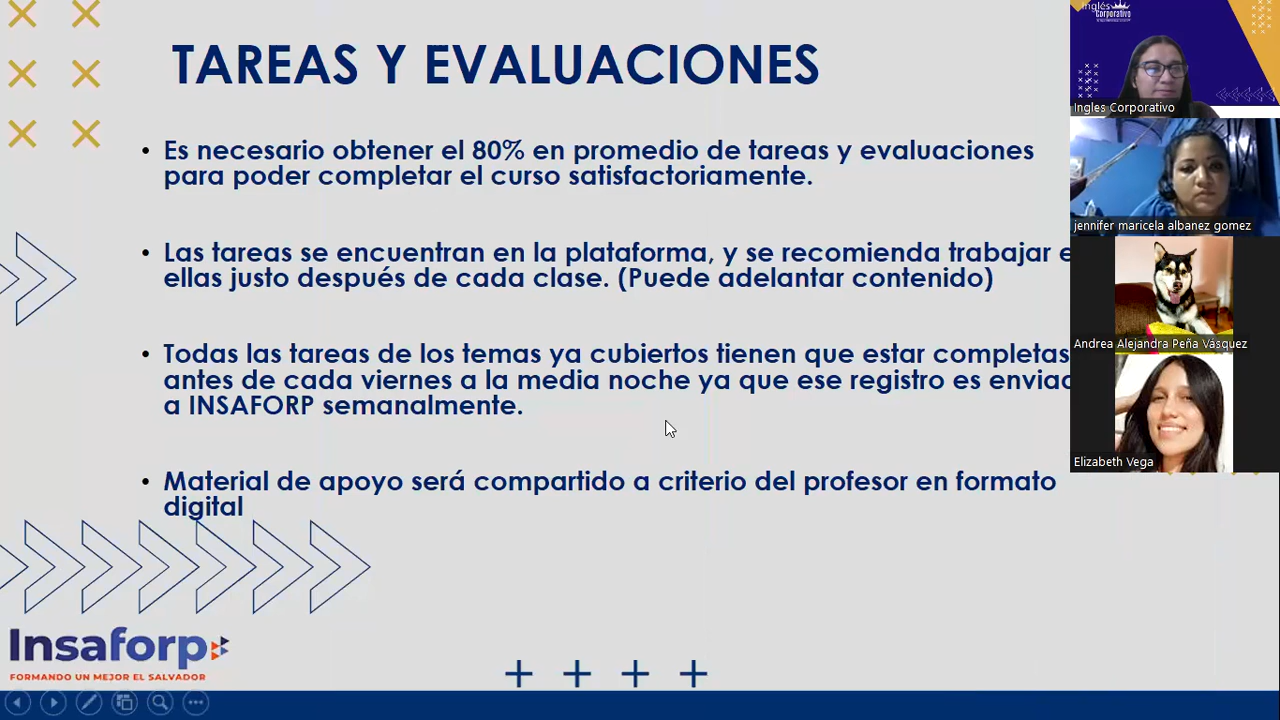 TAREAS Y EVALUACIONES
• Es necesario obtener el 80% en promedio de tareas y evaluaciones
para poder completar el curso satisfactoriamente.
• Las tareas se encuentran en la plataforma, y se recomienda trabajar
ellas justo después de cada clase. (Puede adelantar contenido)
• Todas las tareas de los temas ya cubiertos tienen que estar completas
antes de cada viernes a la media noche ya que ese registro es enviad
a INSAFORP semanalmente.
• Material de apoyo será compartido a criterio del profesor en formato
digital
Insaforp
FORMANDO UN MEJOR EL SALVADOR
Inglés
Corporativo
Ingles Corporativo
jennifer maricela albanez gomez
Andrea Alejandra Peña Vásquez
Elizabeth Vega